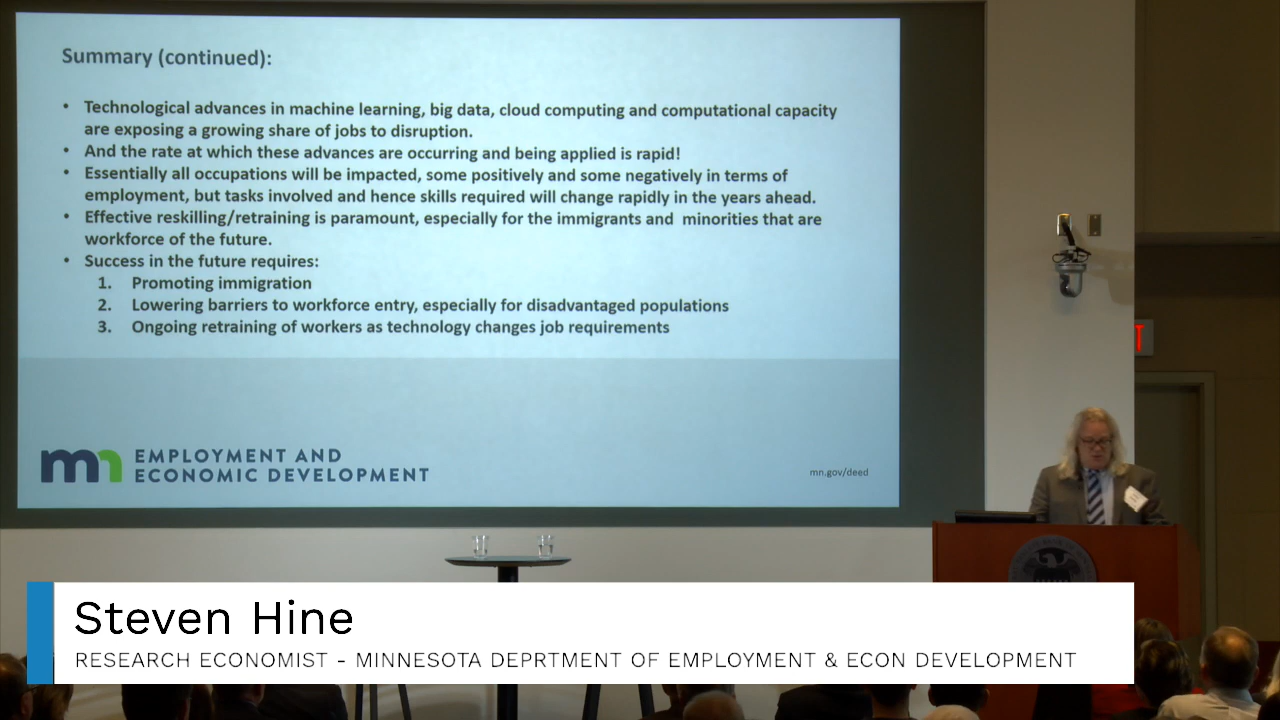 Summary (continued):
• Technological advances in machine learning, big data, cloud computing and computational capacity
are exposing a growing share of jobs to disruption.
• And the rate at which these advances are occurring and being applied is rapid!
• Essentially all occupations will be impacted, some positively and some negatively in terms of
employment, but tasks involved and hence skills required will change rapidly in the years ahead.
• Effective reskilling/retraining is paramount, especially for the immigrants and minorities that are
workforce of the future.
• Success in the future requires:
1. Promoting immigration
2. Lowering barriers to workforce entry, especially for disadvantaged populations
3. Ongoing retraining of workers as technology changes job requirements
mn EMPLOYMENT AND
ECONOMIC DEVELOPMENT
mn.gov/deed
Steven Hine
RESEARCH ECONOMIST - MINNESOTA DEPRTMENT OF EMPLOYMENT & ECON DEVELOPMENT